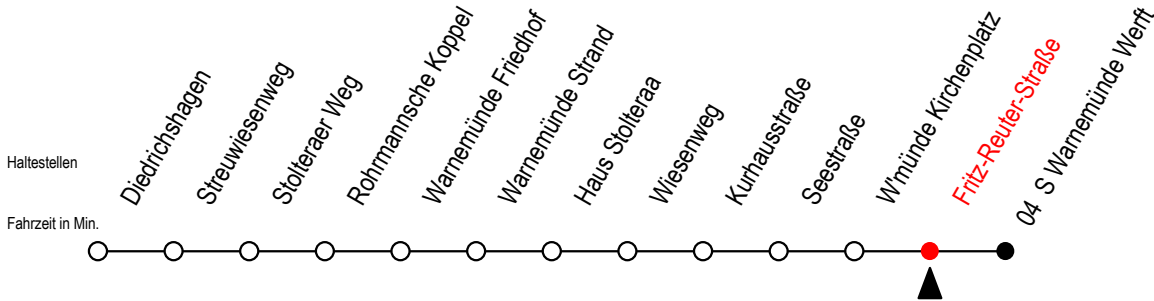 Haltestellen
Diedrichshagen
Streuwiesenweg
Stolteraer Weg
Rohrmannsche Koppel
Warnemünde Friedhof
Warnemünde Strand
Haus Stolteraa
Wiesenweg
Kurhausstraße
Seestraße
W'münde Kirchenplatz
Fritz-Reuter-Straße
04 S Warnemünde Werft
Fahrzeit in Min.